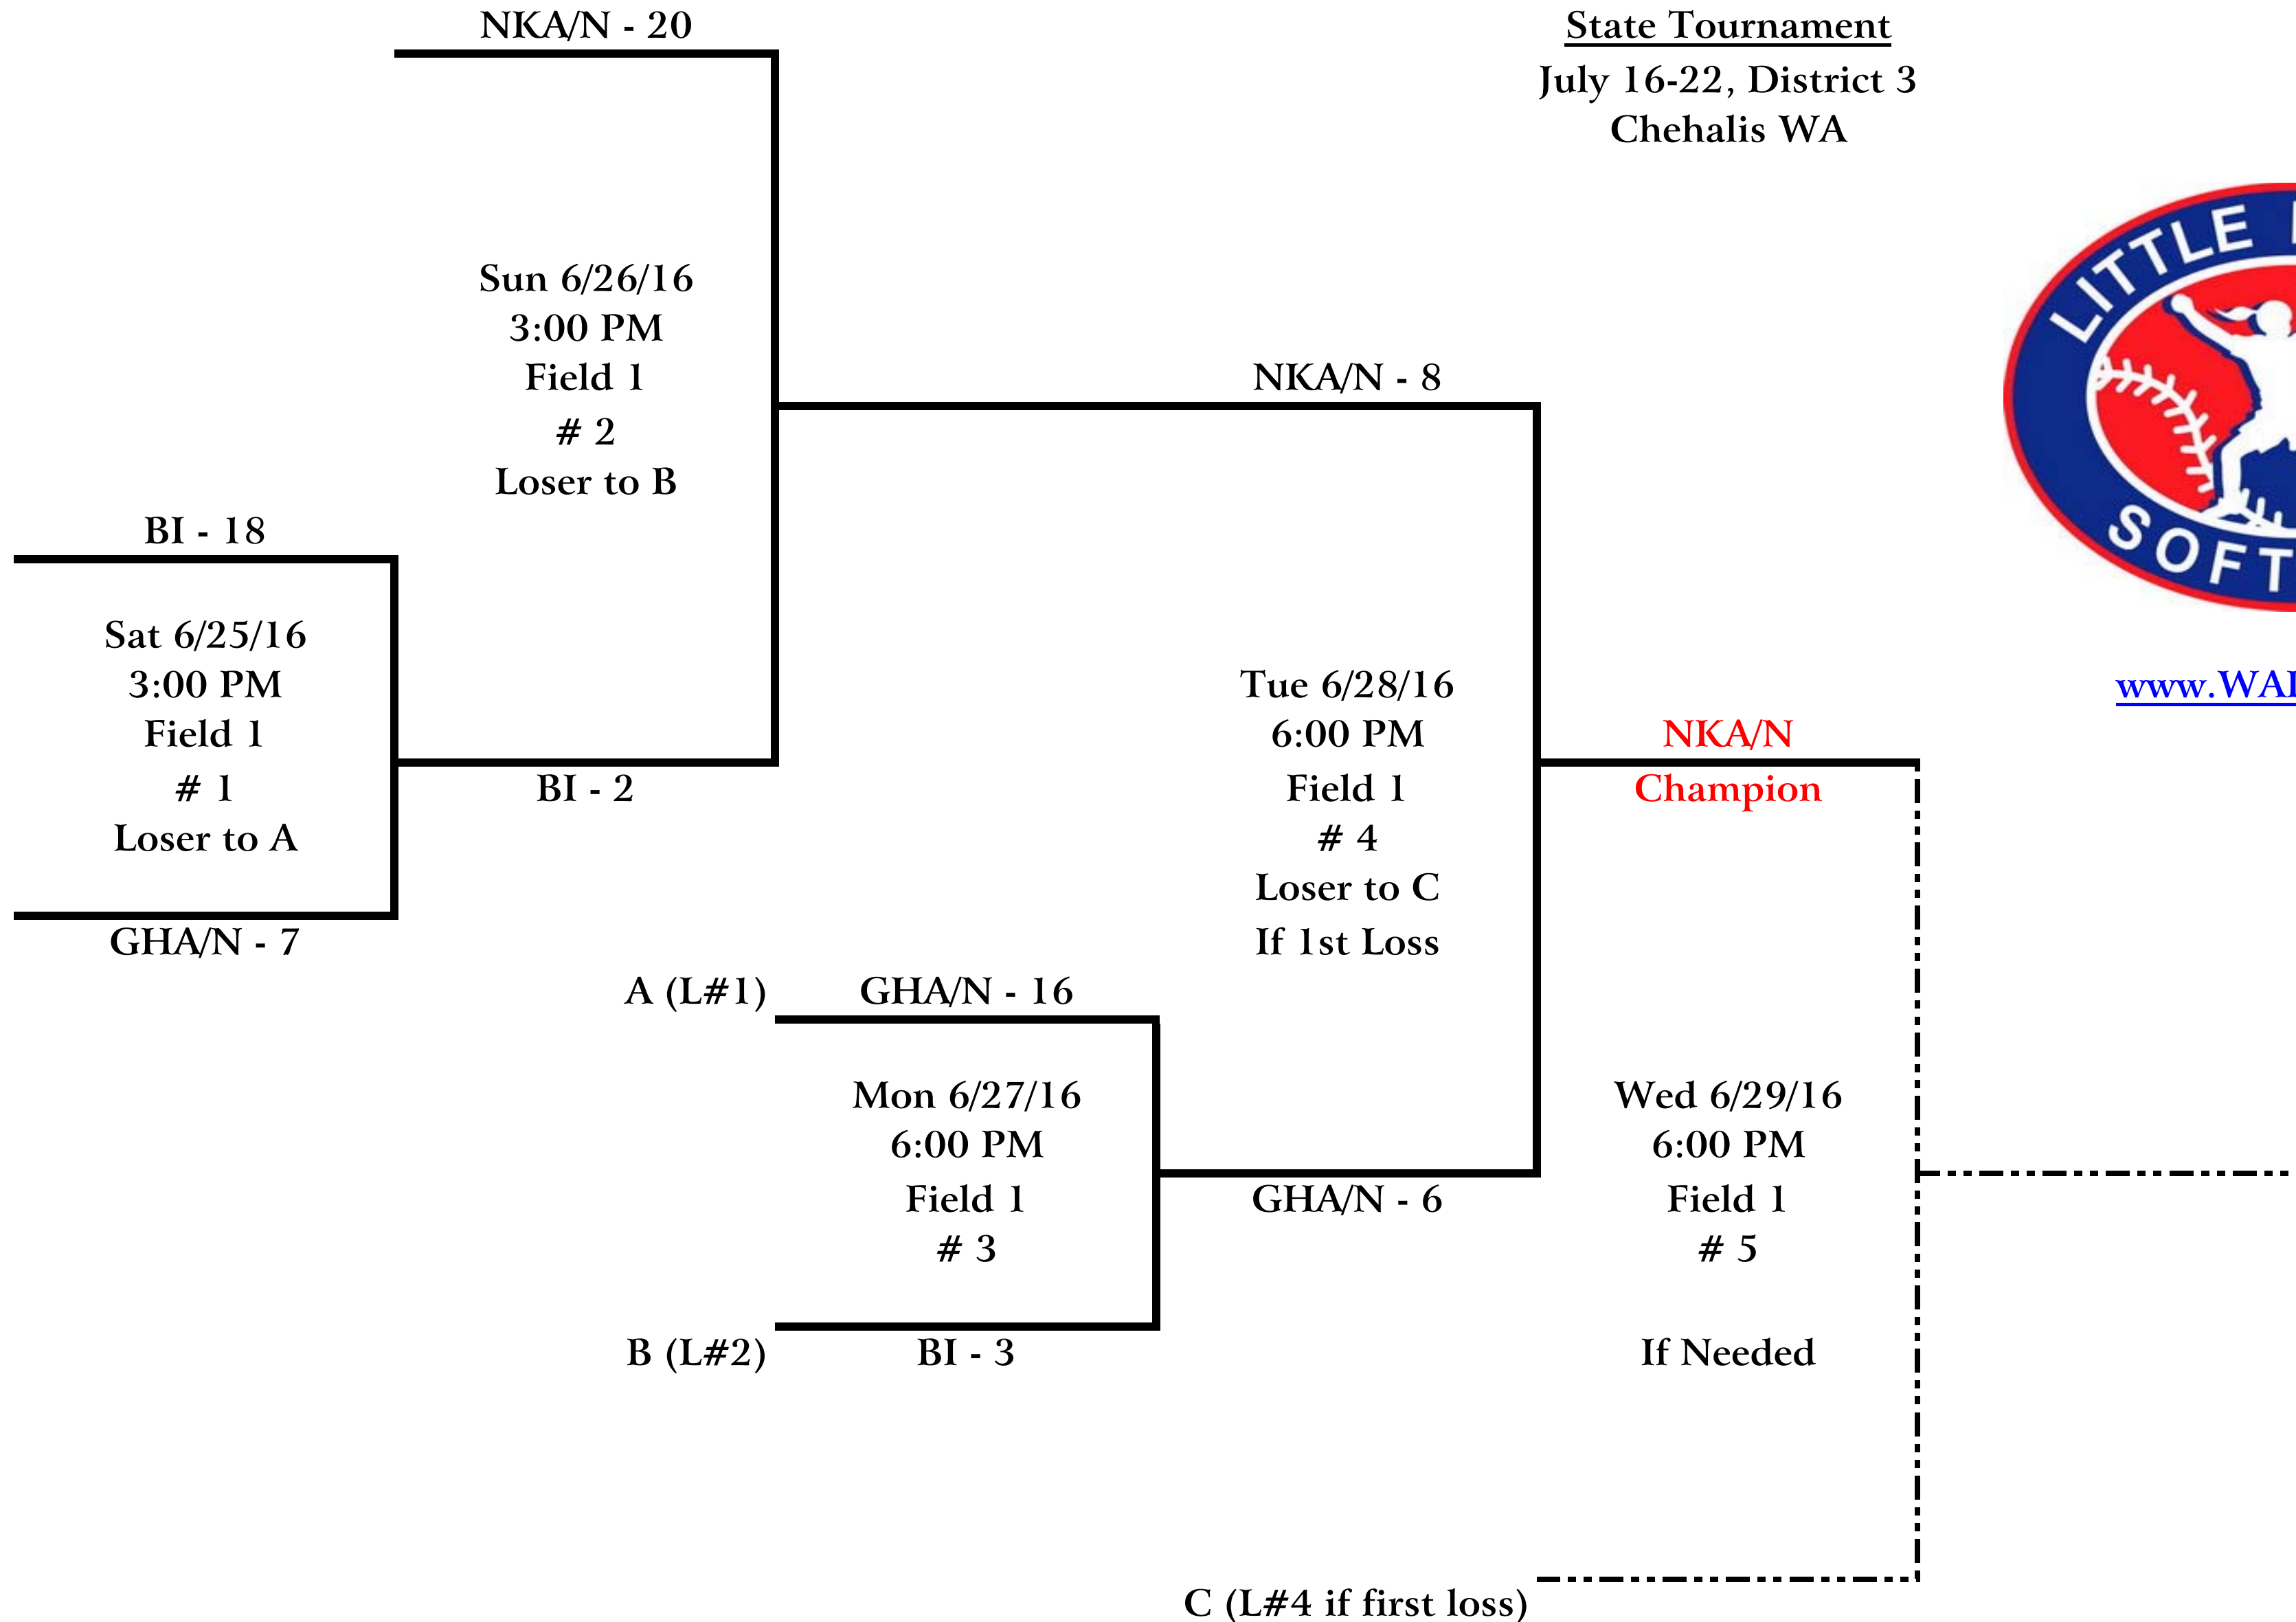 NKA/N - 20
State Tournament
July 16-22, District 3
Chehalis WA
LITTLE
SOFT
Sun 6/26/16
3:00 PM
Field 1
# 2
Loser to B
NKA/N - 8
BI - 18
Sat 6/25/16
3:00 PM
Field 1
# 1
Loser to A
BI - 2
GHA/N - 7
Tue 6/28/16
6:00 PM
Field 1
# 4
Loser to C
If 1st Loss
www.WA
NKA/N
Champion
A (L#1)
GHA/N - 16
Mon 6/27/16
6:00 PM
Field 1
# 3
GHA/N - 6
B (L#2)
BI - 3
Wed 6/29/16
6:00 PM
Field 1
# 5
If Needed
C (L#4 if first loss)